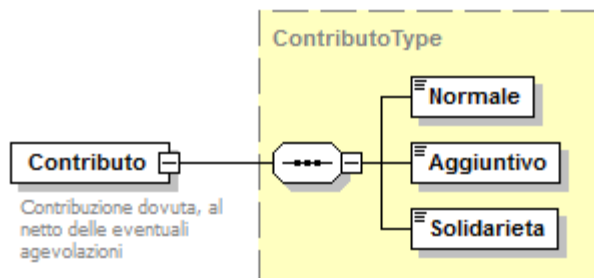 ContributoType
Normale
Contributo
Aggiuntivo
Contribuzione dovuta, al
netto delle eventuali
agevolazioni
Solidarieta